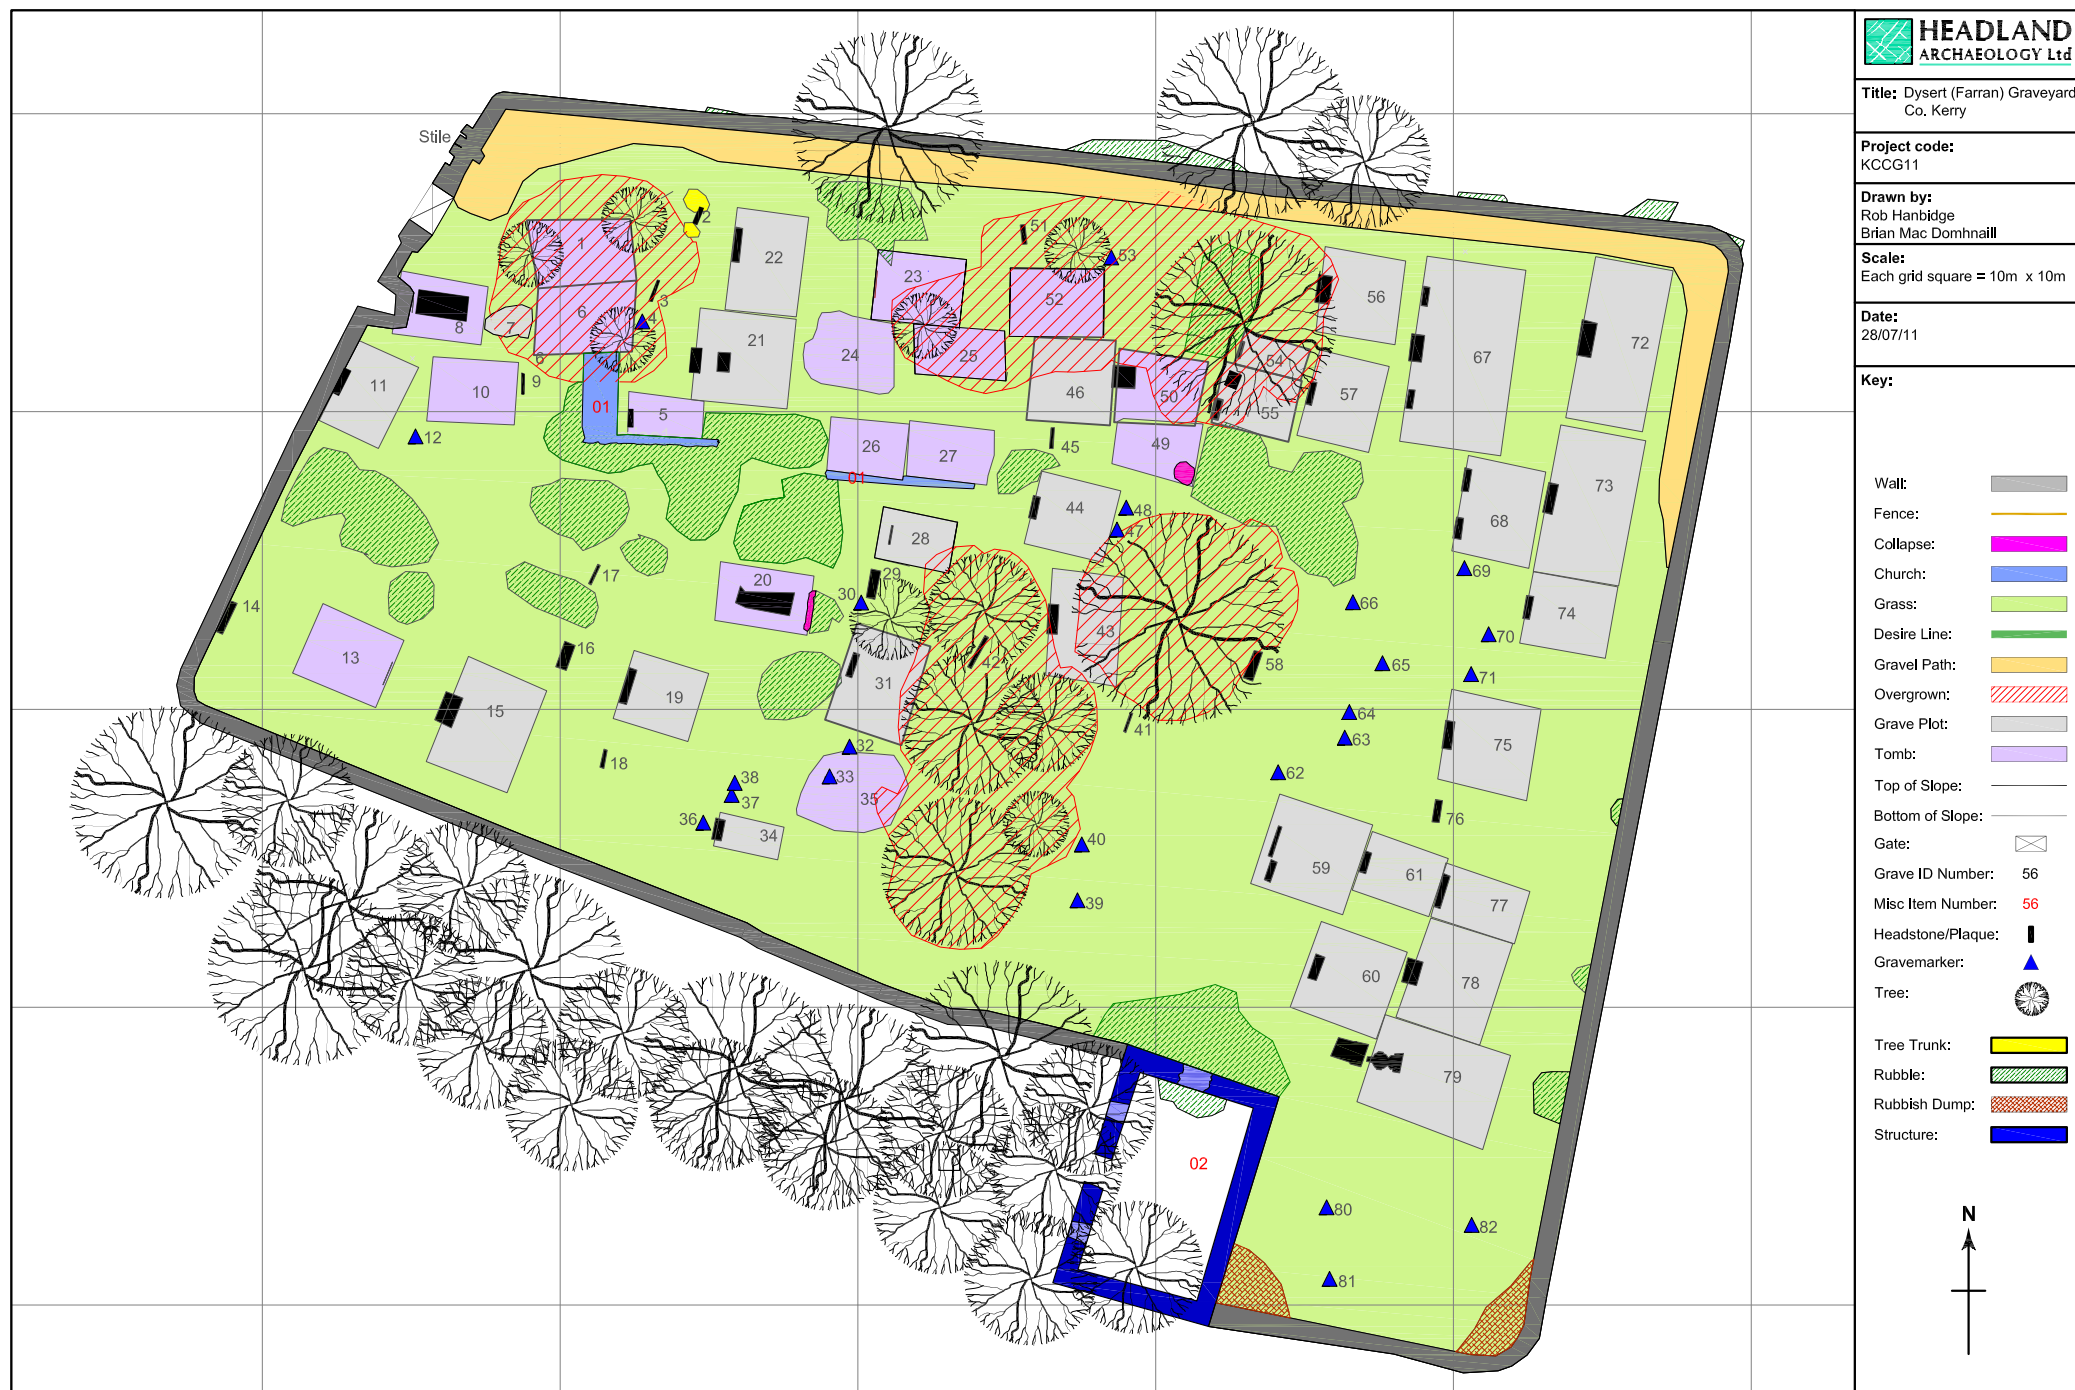 HEADLAND
ARCHAEOLOGY Ltd
Title: Dysert (Farran) Graveyard
Co. Kerry
Project code:
KCCG11
Drawn by:
Rob Hanbidge
Brian Mac Domhnaill
Scale:
Each grid square = 10m x 10m
Date:
28/07/11
Key:
Wall:
Fence:
Collapse:
Church:
Grass:
Desire Line:
Gravel Path:
Overgrown:
Grave Plot:
Tomb:
Top of Slope:
Bottom of Slope:
Gate:
Grave ID Number: 56
Misc Item Number: 56
Headstone/Plaque:
Gravemarker:
Tree:
Tree Trunk:
Rubble:
Rubbish Dump:
Structure:
N
Stile
1
2
3
4
5
6
6
7
8
9
10
11
12
13
14
15
16
17
18
19
20
21
22
23
24
25
26
27
28
29
30
31
32
33
34
35
36
37
38
39
40
41
42
43
44
45
46
47
48
49
50
51
52
53
54
55
56
57
58
59
60
61
62
63
64
65
66
67
68
69
70
71
72
73
74
75
76
77
78
79
80
81
82
01
01
02